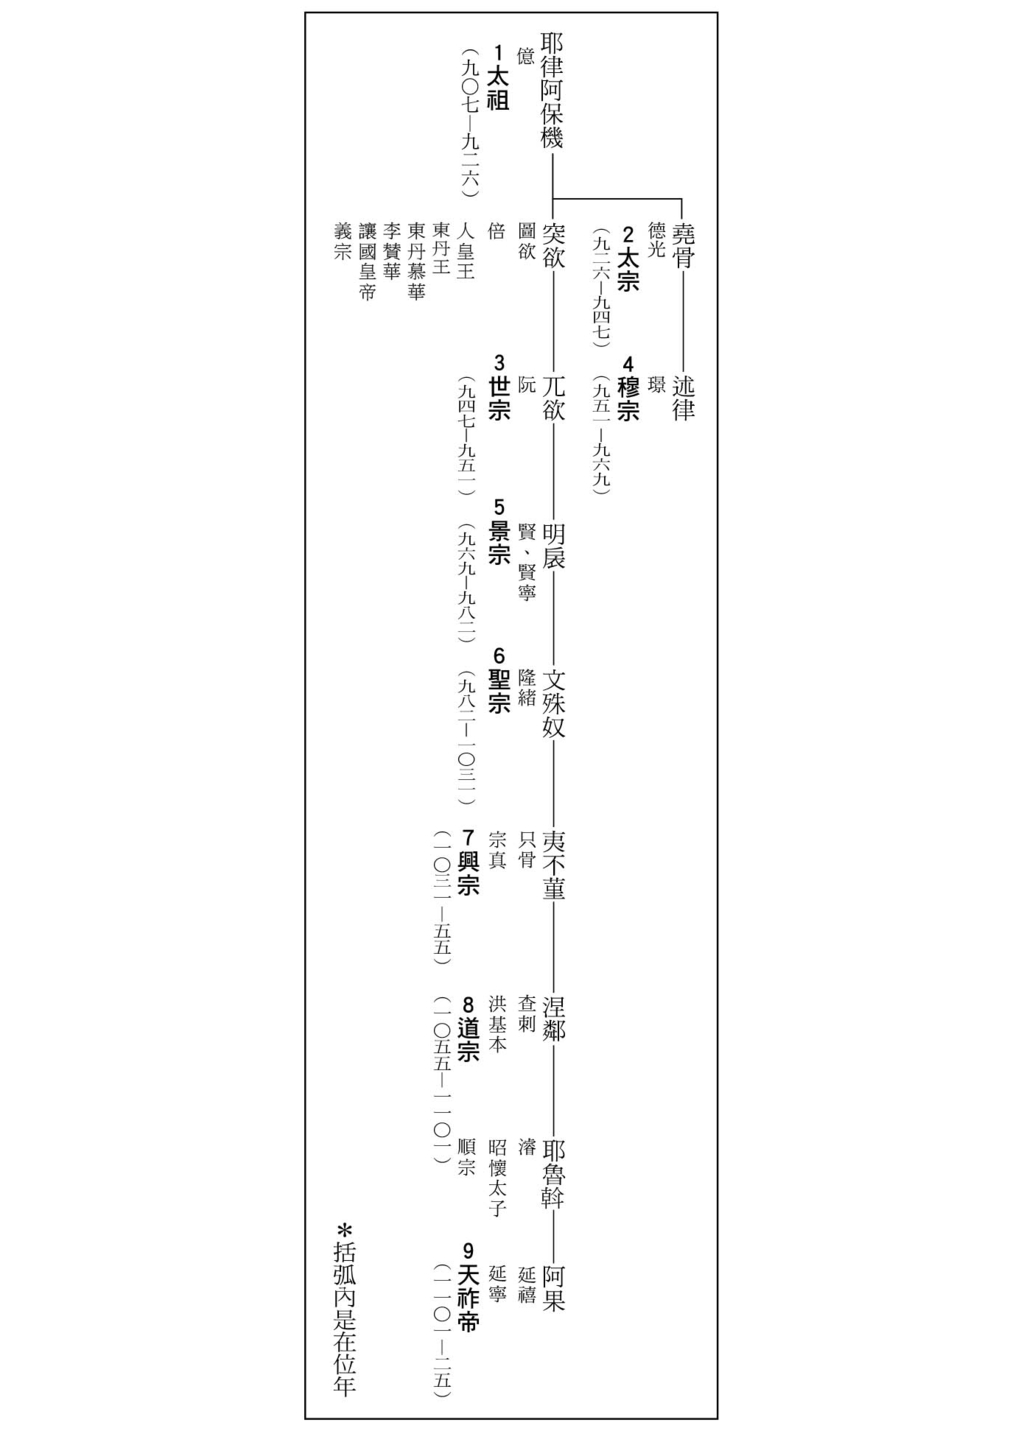 耶律阿保機
億
1太祖
（九〇七—九二六）
堯骨
德光
2太宗
（九二六—九四七）
述律
璟
4穆宗
（九五一—九六九）
突欲
圖欲
倍
人皇王
東丹王
東丹慕華
李贊華
讓國皇帝
義宗
兀欲
阮
3世宗
（九四七—九五一）
明扆
賢、賢寧
5景宗
（九六九—九八二）
文殊奴
隆緒
6聖宗
（九八二—一〇三一）
夷不菫
只骨
宗真
7興宗
（一〇三一—五五）
涅鄰
查剌
洪基本
8道宗
（一〇五五—一一〇一）
耶魯斡
濬
昭懷太子
順宗
阿果
延禧
延寧
9天祚帝
（一一〇一—二五）
＊括弧內是在位年